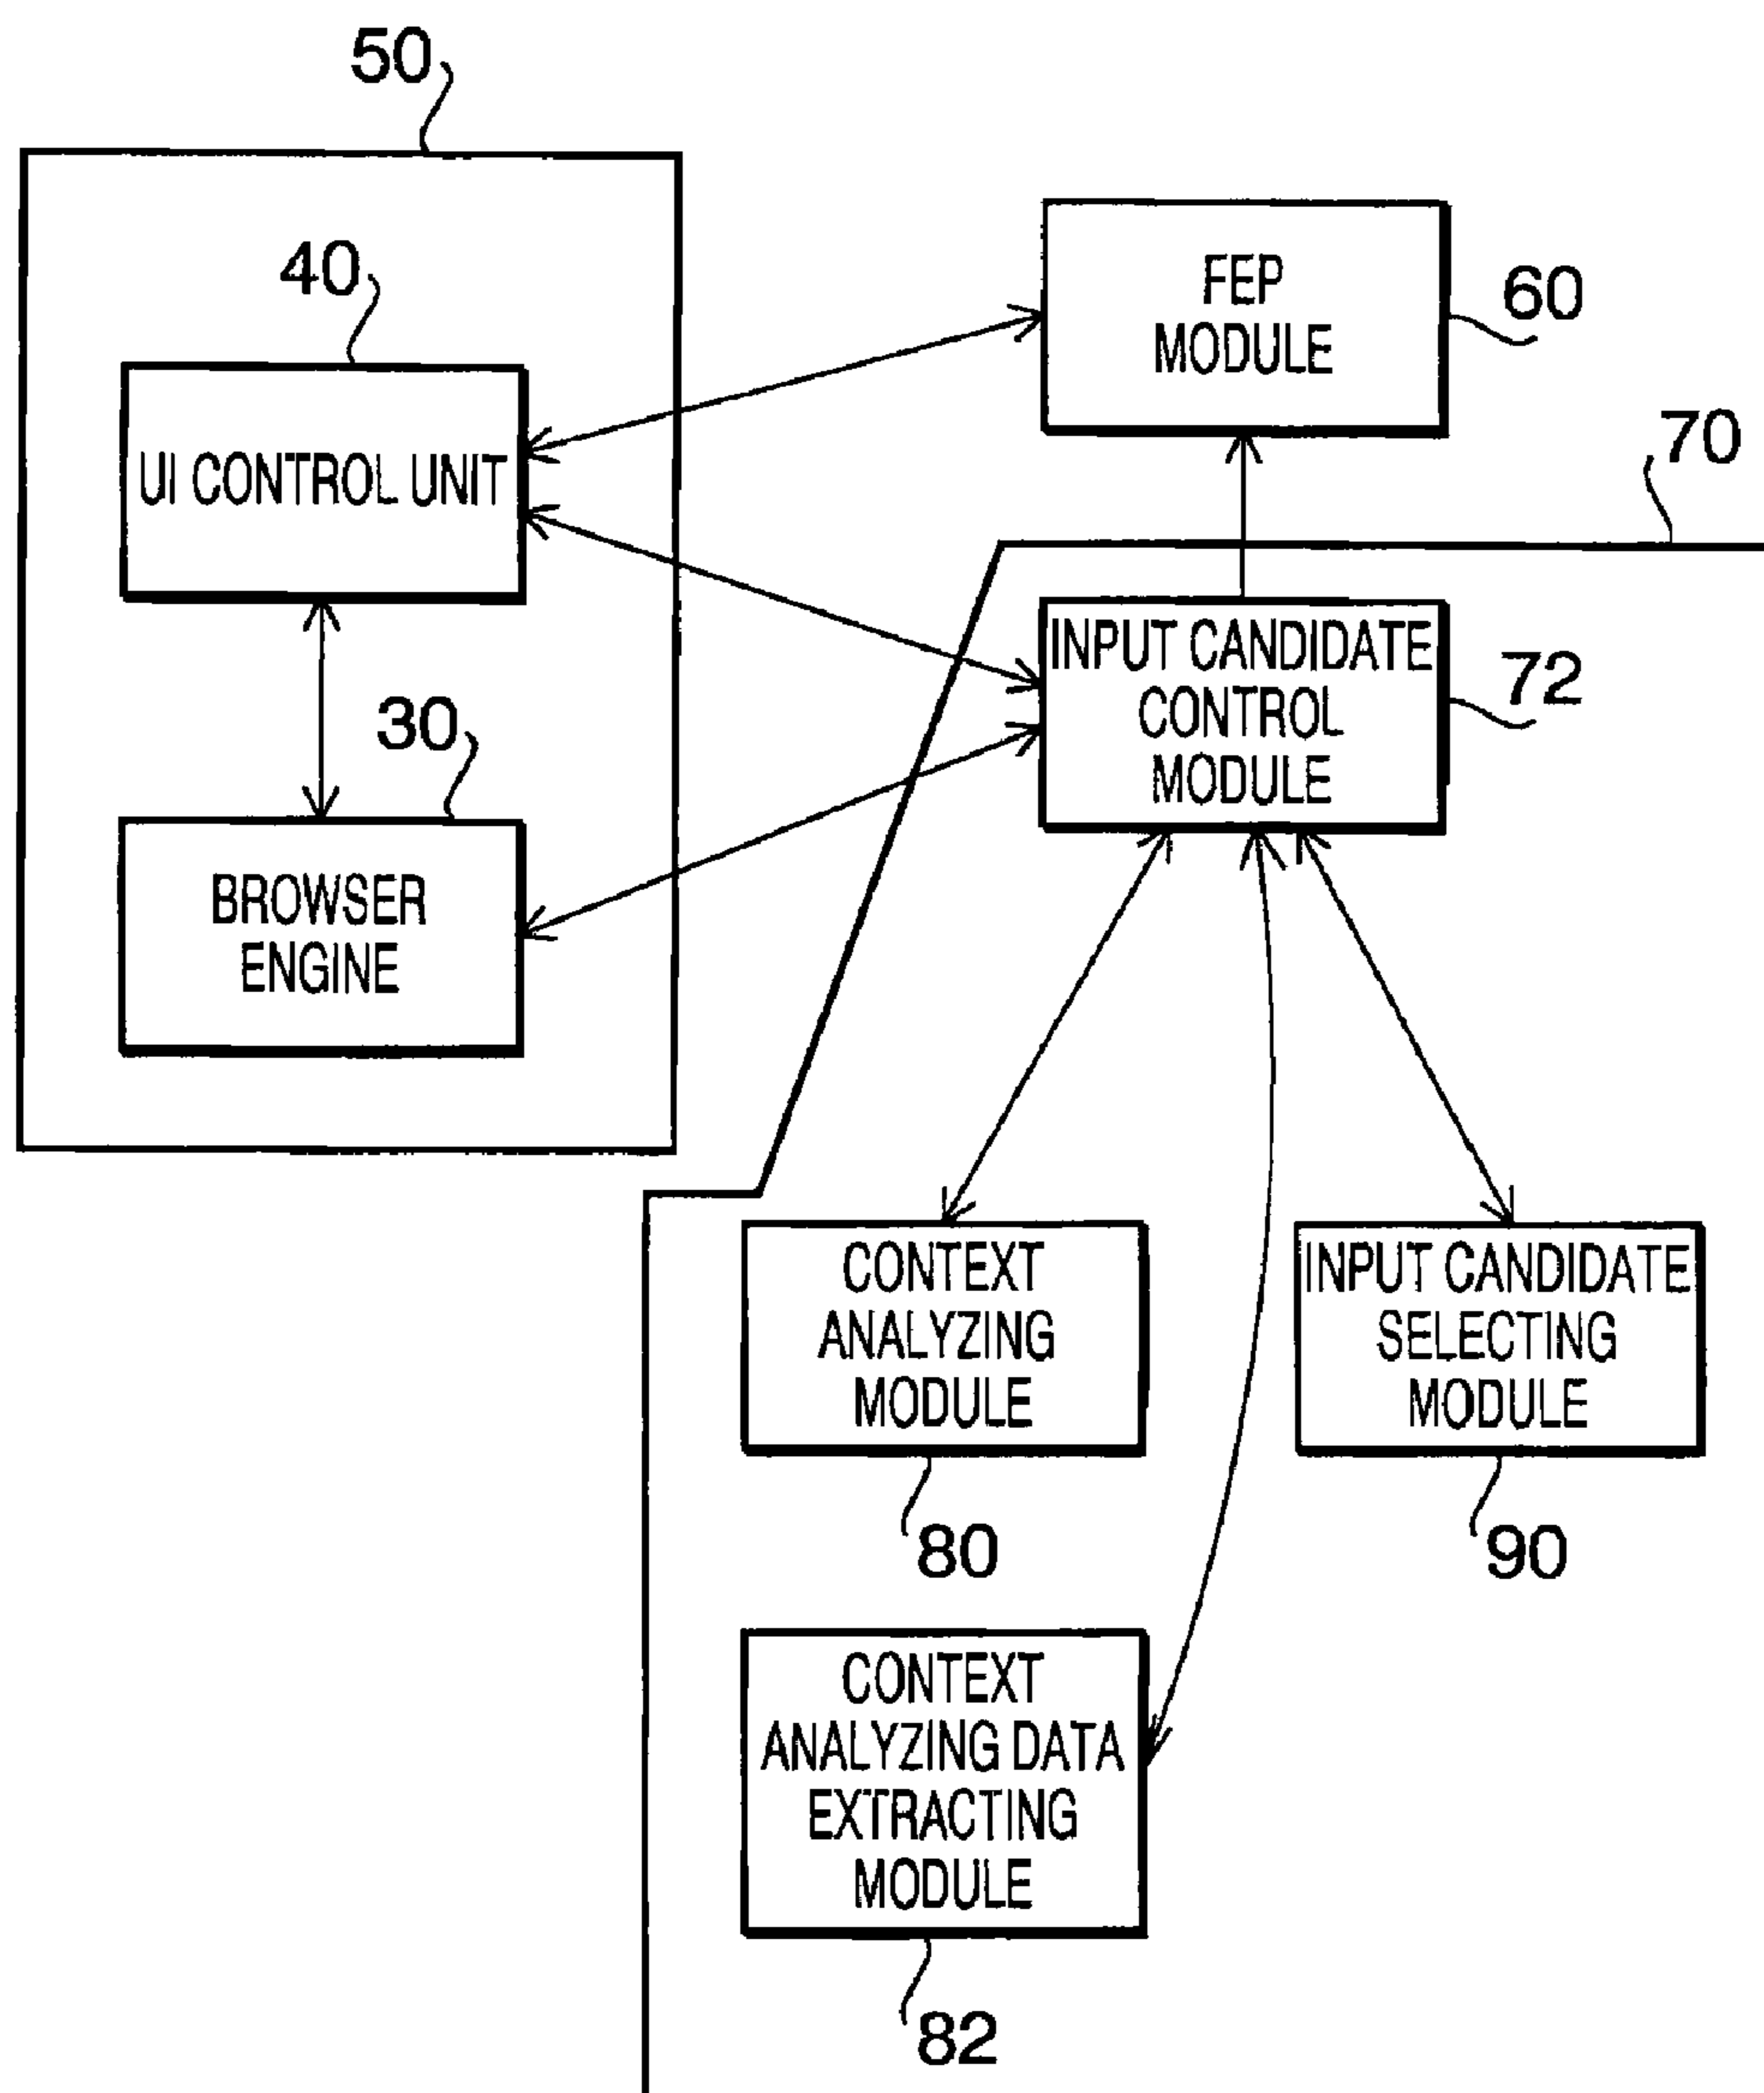 50
40
UI CONTROL UNIT
30
BROWSER
ENGINE
FEP
MODULE
60
70
INPUT CANDIDATE
CONTROL
MODULE
72
CONTEXT
ANALYZING
MODULE
80
INPUT CANDIDATE
SELECTING
MODULE
90
CONTEXT
ANALYZING DATA
EXTRACTING
MODULE
82